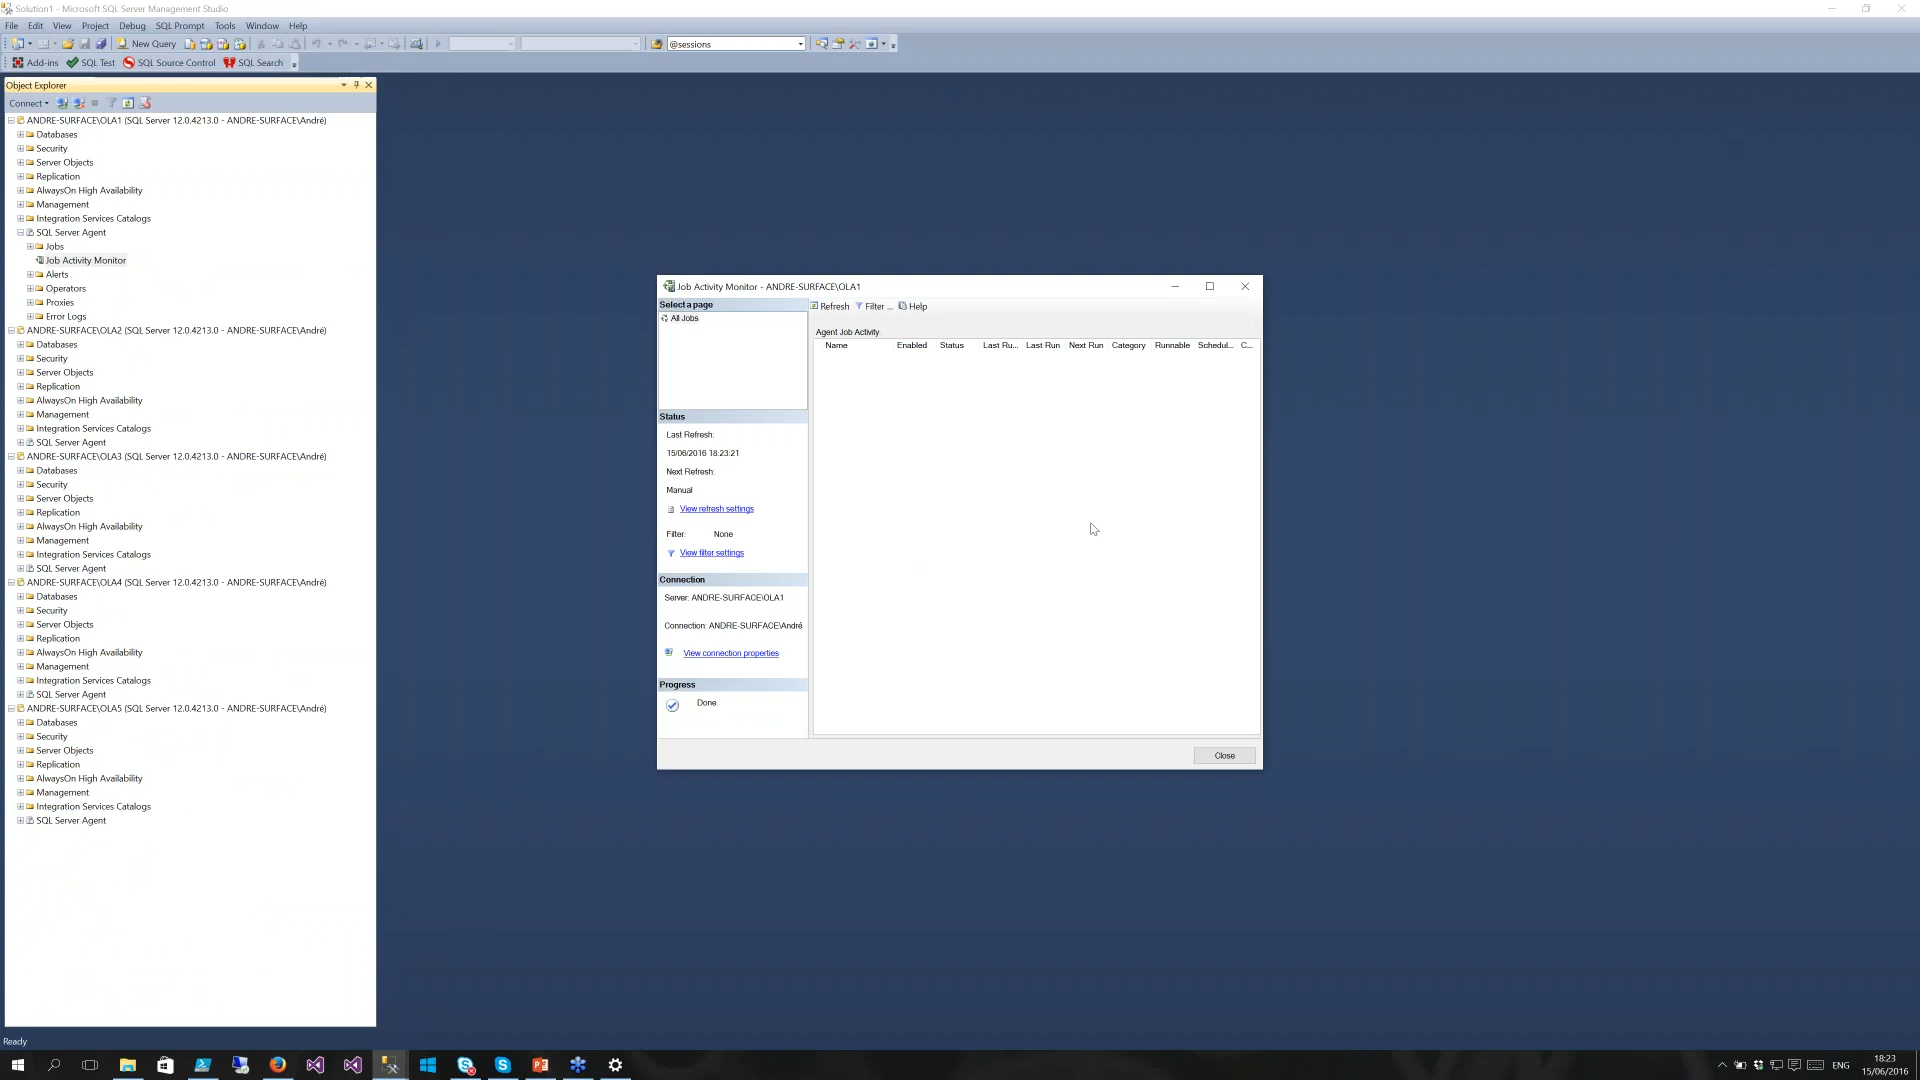 Solution1 - Microsoft SQL Server Management Studio
File Edit View Project Debug SQL Prompt Tools Window Help
New Query @sessions
Add-ins SQL Test SQL Source Control SQL Search
Object Explorer
Connect
ANDRE-SURFACE\OLA1 (SQL Server 12.0.4213.0 - ANDRE-SURFACE\André)
Databases
Security
Server Objects
Replication
AlwaysOn High Availability
Management
Integration Services Catalogs
SQL Server Agent
Jobs
Job Activity Monitor
Alerts
Operators
Proxies
Error Logs
ANDRE-SURFACE\OLA2 (SQL Server 12.0.4213.0 - ANDRE-SURFACE\André)
Databases
Security
Server Objects
Replication
AlwaysOn High Availability
Management
Integration Services Catalogs
SQL Server Agent
ANDRE-SURFACE\OLA3 (SQL Server 12.0.4213.0 - ANDRE-SURFACE\André)
Databases
Security
Server Objects
Replication
AlwaysOn High Availability
Management
Integration Services Catalogs
SQL Server Agent
ANDRE-SURFACE\OLA4 (SQL Server 12.0.4213.0 - ANDRE-SURFACE\André)
Databases
Security
Server Objects
Replication
AlwaysOn High Availability
Management
Integration Services Catalogs
SQL Server Agent
ANDRE-SURFACE\OLA5 (SQL Server 12.0.4213.0 - ANDRE-SURFACE\André)
Databases
Security
Server Objects
Replication
AlwaysOn High Availability
Management
Integration Services Catalogs
SQL Server Agent
Job Activity Monitor - ANDRE-SURFACE\OLA1
Select a page
All Jobs
Status
Last Refresh:
15/06/2016 18:23:21
Next Refresh:
Manual
View refresh settings
Filter: None
View filter settings
Connection
Server: ANDRE-SURFACE\OLA1
Connection: ANDRE-SURFACE\André
View connection properties
Progress
Done
Refresh Filter ... Help
Agent Job Activity:
Name Enabled Status Last Ru... Last Run Next Run Category Runnable Schedul... C...
Close
Ready
ENG
18:23
15/06/2016